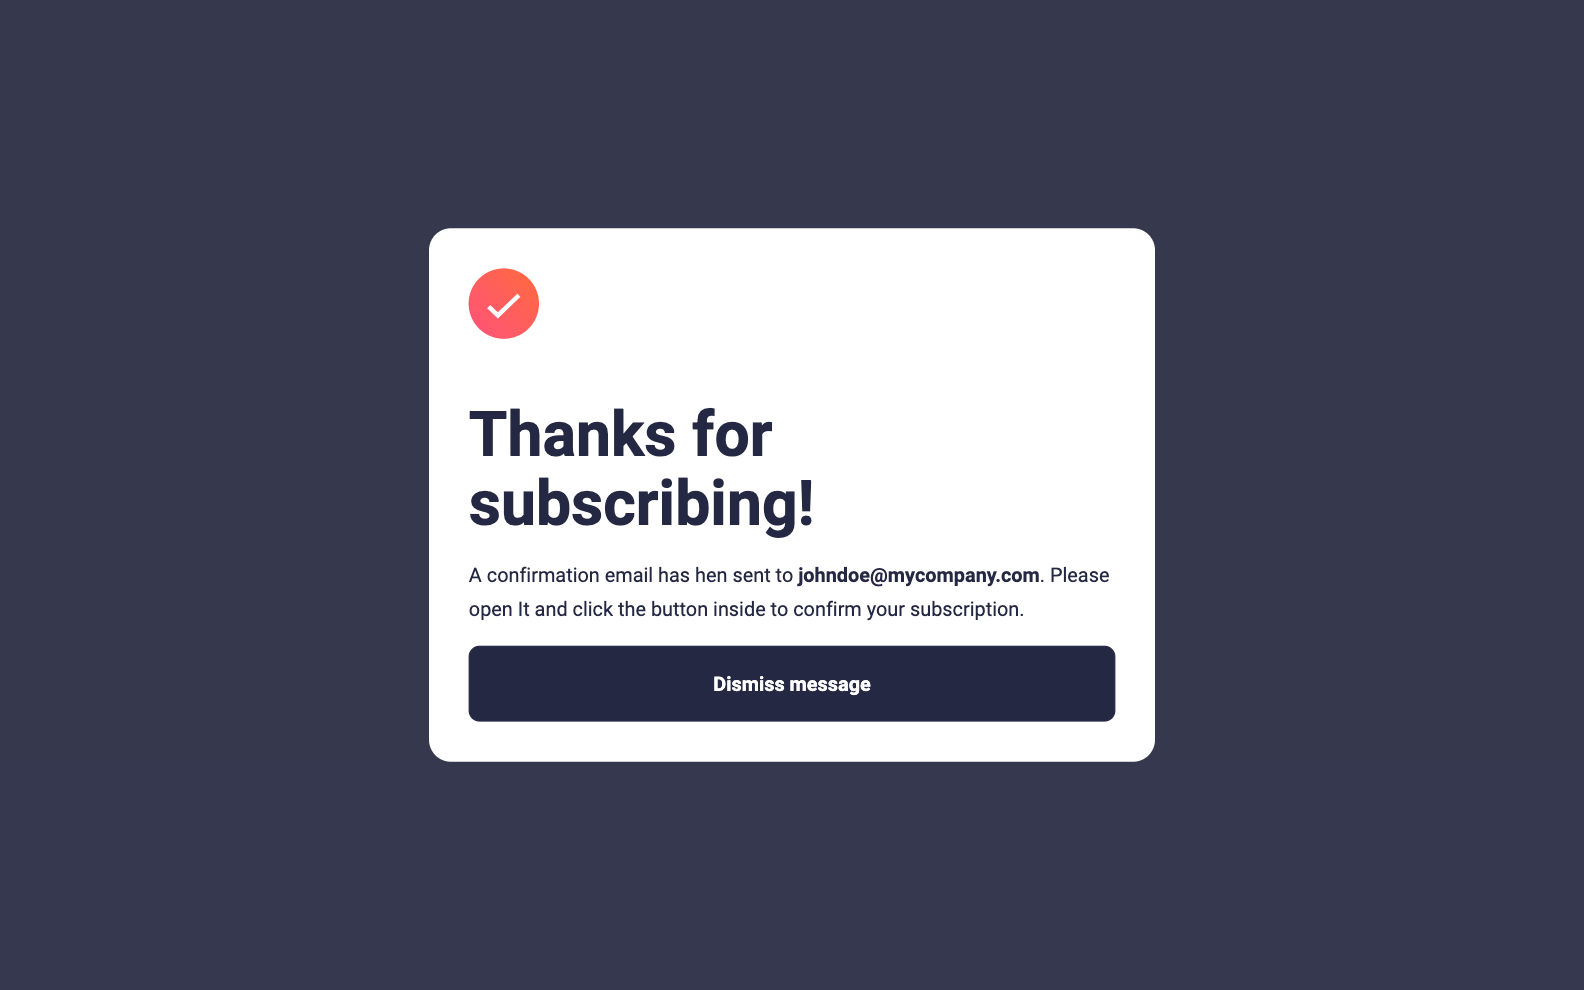 Thanks for
subscribing!
A confirmation email has hen sent to johndoe@mycompany.com. Please
open It and click the button inside to confirm your subscription.
Dismiss message